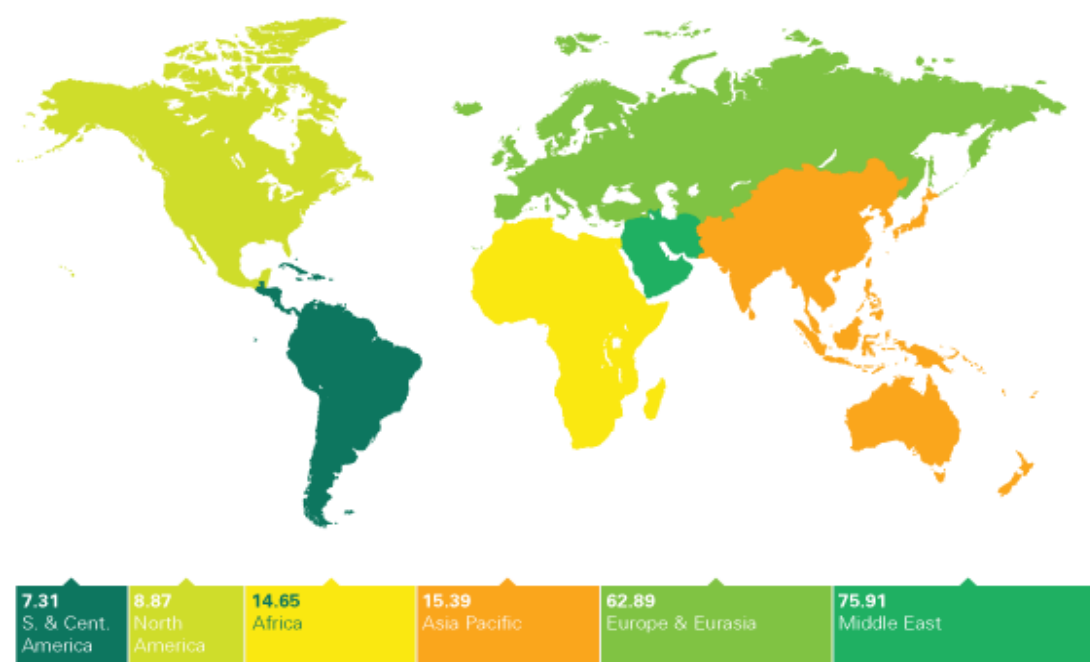 7.31
S. & Cent.
America
8.87
North
America
14.65
Africa
15.39
Asia Pacific
62.89
Europe & Eurasia
75.91
Middle East